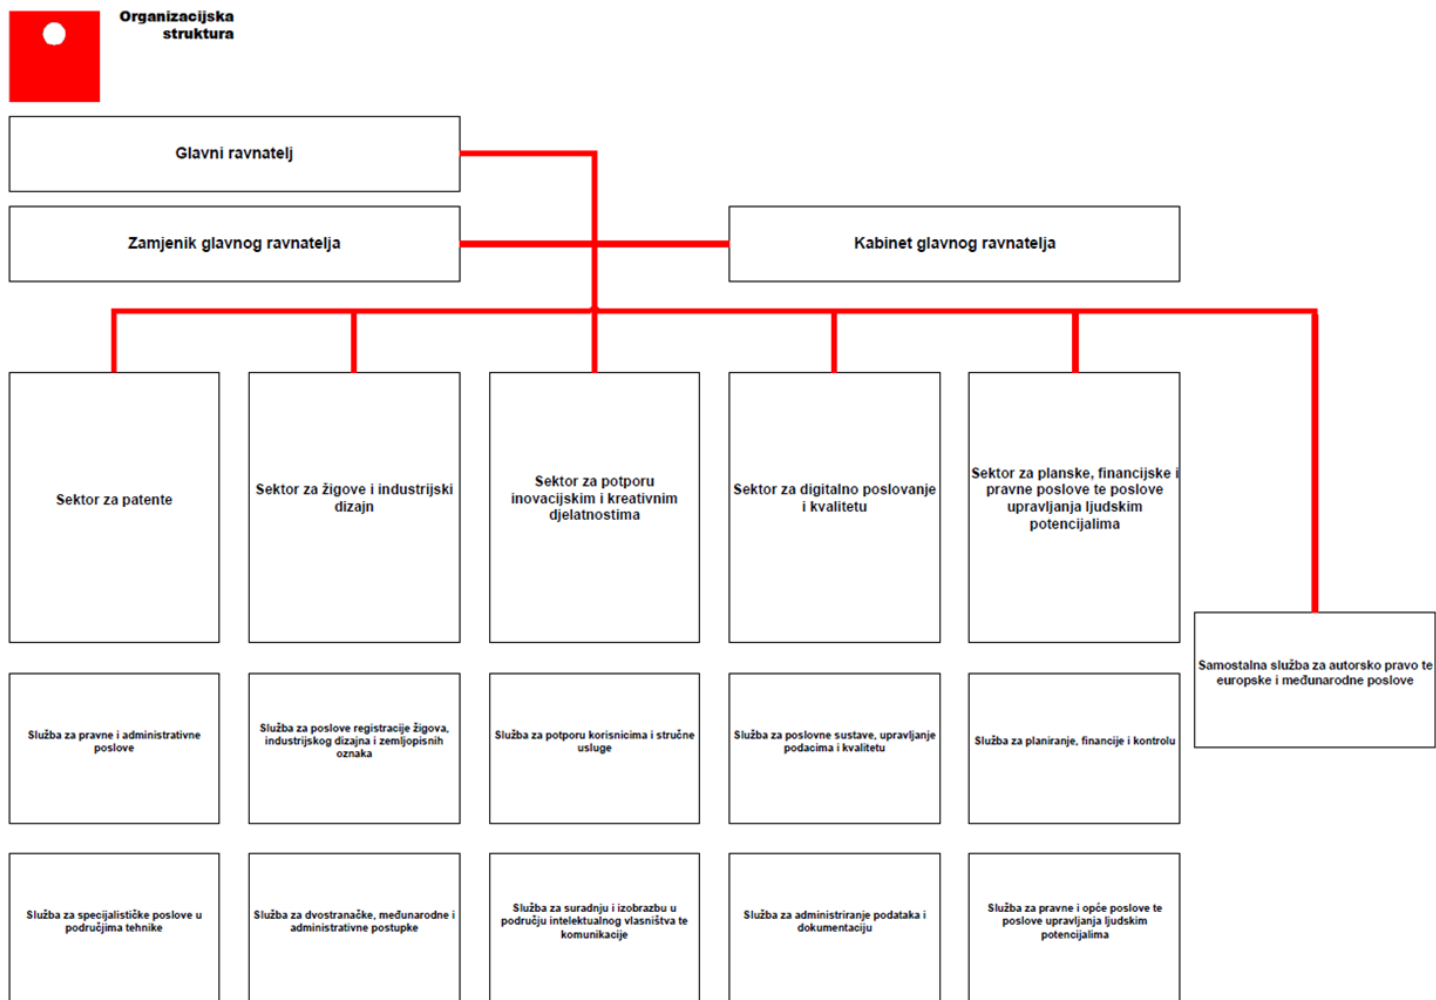 Organizacijska
struktura
Glavni ravnatelj
Zamjenik glavnog ravnatelja
Kabinet glavnog ravnatelja
Sektor za patente
Sektor za žigove i industrijski
dizajn
Sektor za potporu
inovacijskim i kreativnim
djelatnostima
Sektor za digitalno poslovanje
i kvalitetu
Sektor za planske, financijske i
pravne poslove te poslove
upravljanja ljudskim
potencijalima
Samostalna služba za autorsko pravo te
europske i međunarodne poslove
Služba za pravne i administrativne
poslove
Služba za poslove registracije žigova,
industrijskog dizajna i zemljopisnih
oznaka
Služba za potporu korisnicima i stručne
usluge
Služba za poslovne sustave, upravljanje
podacima i kvalitetu
Služba za planiranje, financije i kontrolu
Služba za specijalističke poslove u
područjima tehnike
Služba za dvostranačke, međunarodne i
administrativne postupke
Služba za suradnju i izobrazbu u
području intelektualnog vlasništva te
komunikacije
Služba za administriranje podataka i
dokumentaciju
Služba za pravne i opće poslove te
poslove upravljanja ljudskim
potencijalima